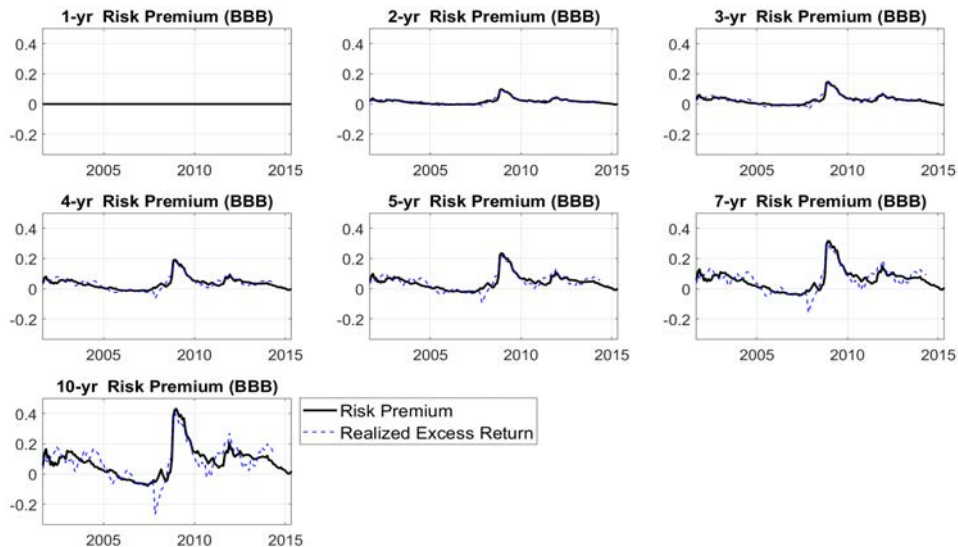 1-yr Risk Premium (BBB)
0.4
0.2
0
-0.2
2005 2010 2015
2-yr Risk Premium (BBB)
0.4
0.2
0
-0.2
2005 2010 2015
3-yr Risk Premium (BBB)
0.4
0.2
0
-0.2
2005 2010 2015
4-yr Risk Premium (BBB)
0.4
0.2
0
-0.2
2005 2010 2015
5-yr Risk Premium (BBB)
0.4
0.2
0
-0.2
2005 2010 2015
7-yr Risk Premium (BBB)
0.4
0.2
0
-0.2
2005 2010 2015
10-yr Risk Premium (BBB)
0.4
0.2
0
-0.2
2005 2010 2015
Risk Premium
Realized Excess Return